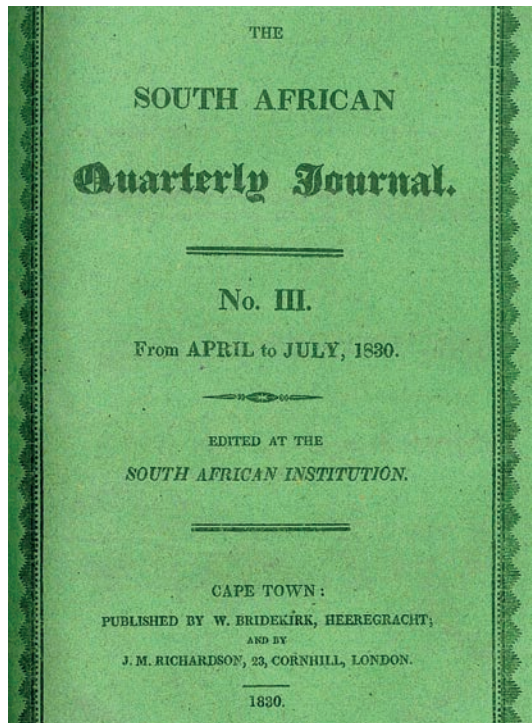 THE
SOUTH AFRICAN
Quarterly Journal.
No. III.
From APRIL to JULY, 1830.
EDITED AT THE
SOUTH AFRICAN INSTITUTION.
CAPE TOWN:
PUBLISHED BY W. BRIDEKIRK, HEEREGRACHT;
AND BY
J. M. RICHARDSON, 23, CORNHILL, LONDON.
1830.